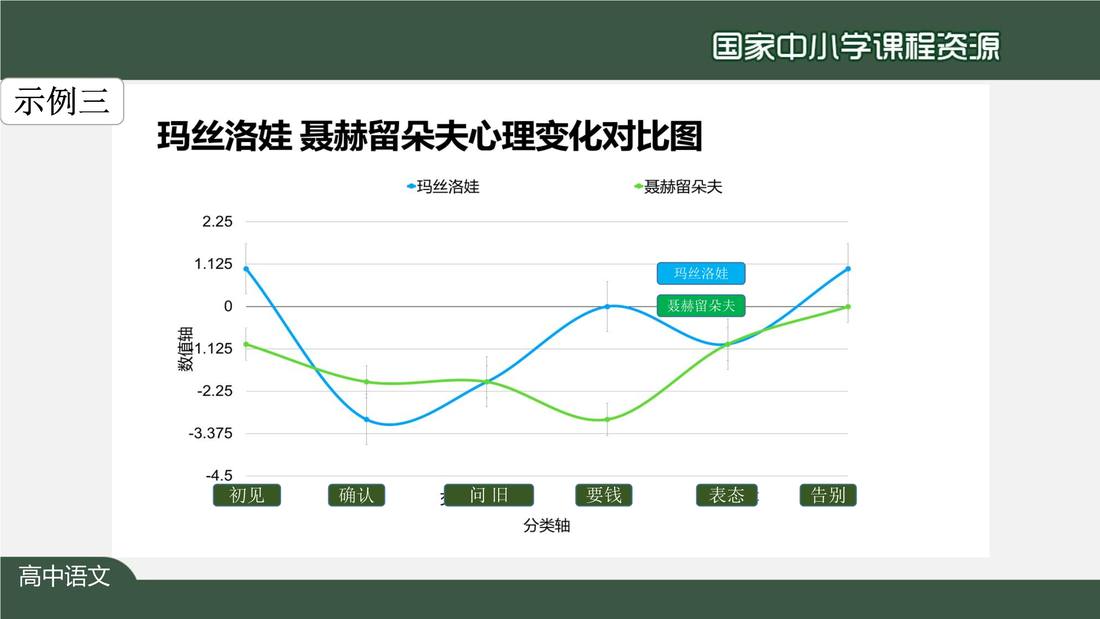 国家中小学课程资源
示例三
玛丝洛娃 聂赫留朵夫心理变化对比图
玛丝洛娃 聂赫留朵夫
2.25
1.125
玛丝洛娃
0
聂赫留朵夫
数值轴
1.125
-2.25
-3.375
-4.5
初见 确认 问 旧 要钱 表态 告别
分类轴
高中语文